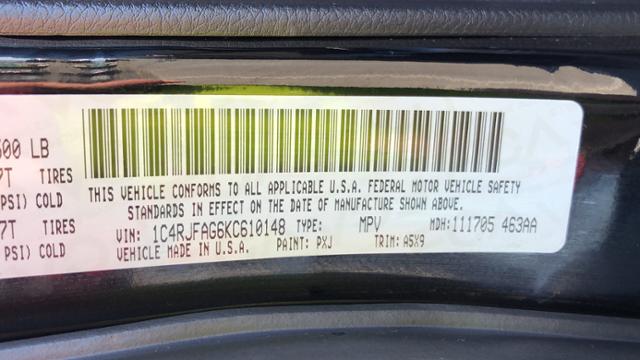 500 LB
7T TIRES
PSI) COLD
7T TIRES
PSI) COLD
THIS VEHICLE CONFORMS TO ALL APPLICABLE U.S.A. FEDERAL MOTOR VEHICLE SAFETY
STANDARDS IN EFFECT ON THE DATE OF MANUFACTURE SHOWN ABOVE.
VIN: 1C4RJFAG6KC610148 TYPE: MPV MDH: 111705 463AA
VEHICLE MADE IN U.S.A. PAINT: PXJ TRIM: A5X9